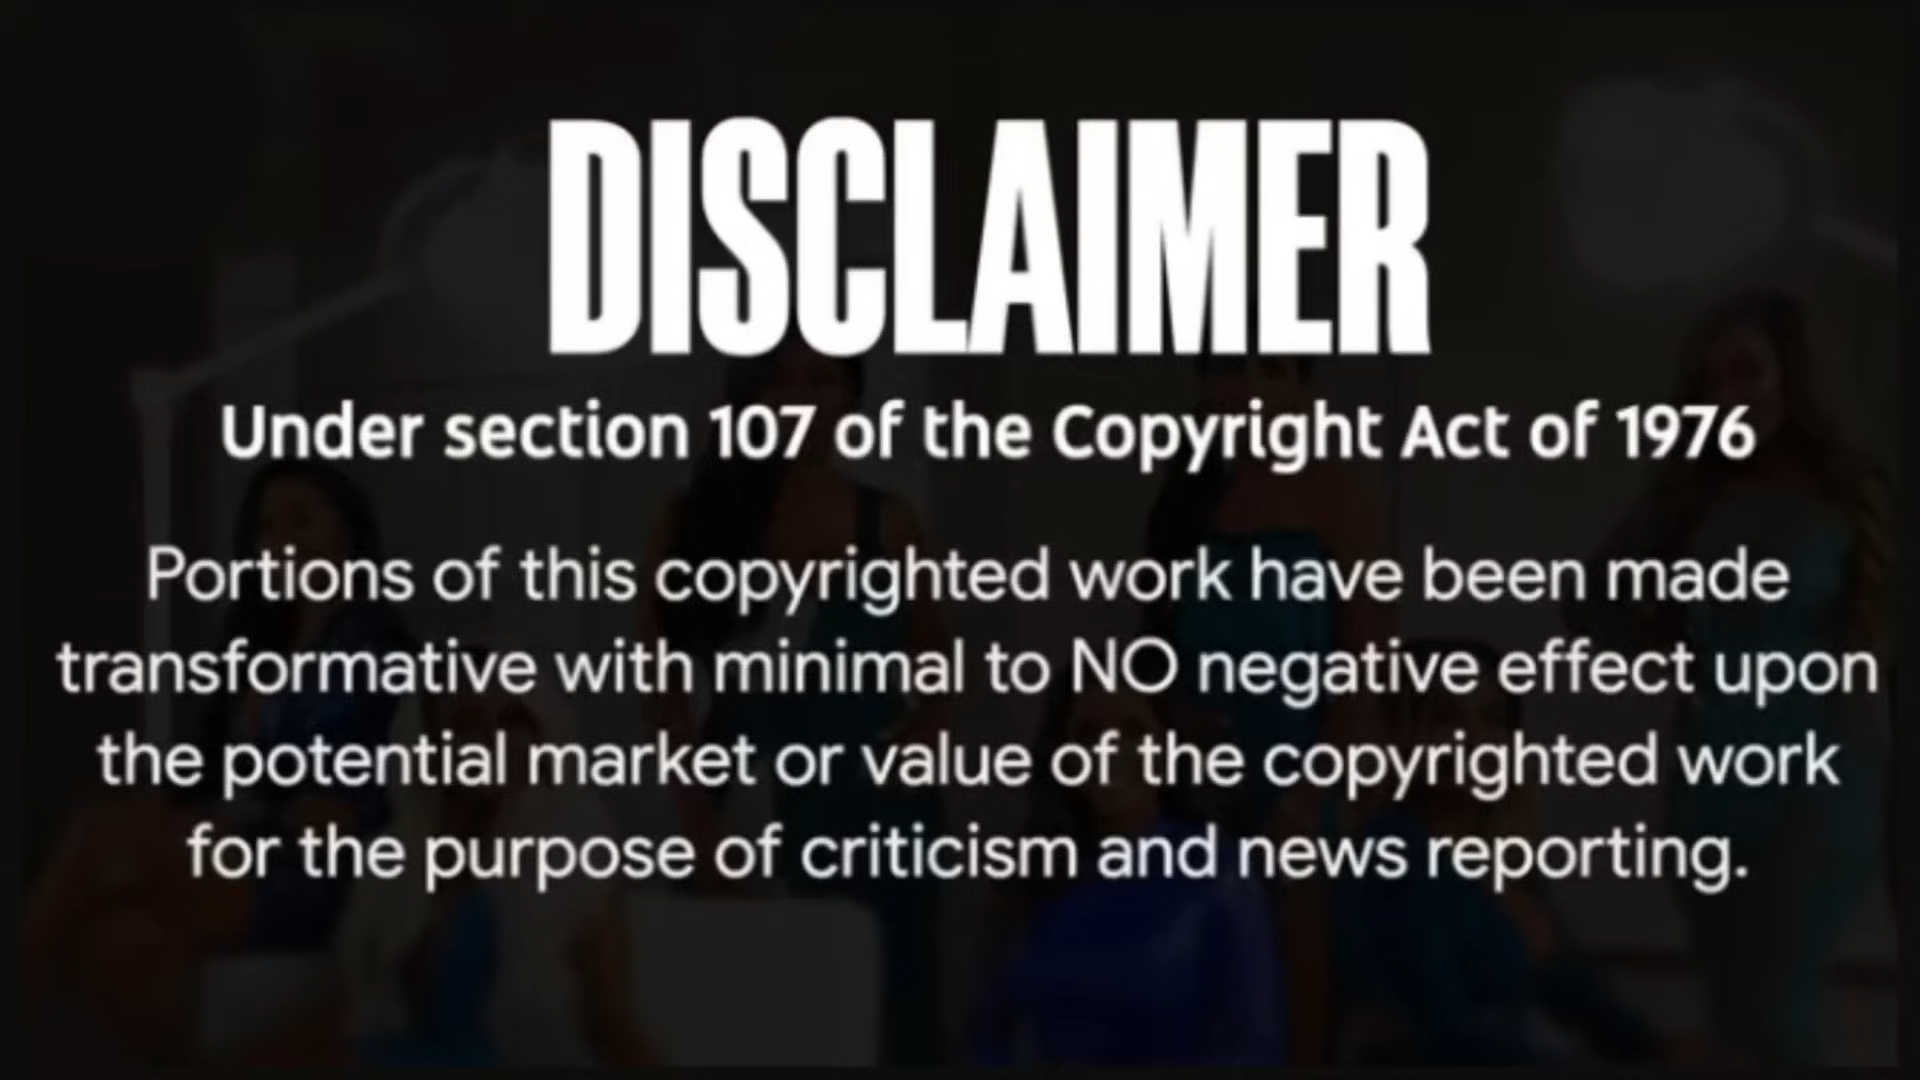 DISCLAIMER
Under section 107 of the Copyright Act of 1976
Portions of this copyrighted work have been made
transformative with minimal to NO negative effect upon
the potential market or value of the copyrighted work
for the purpose of criticism and news reporting.